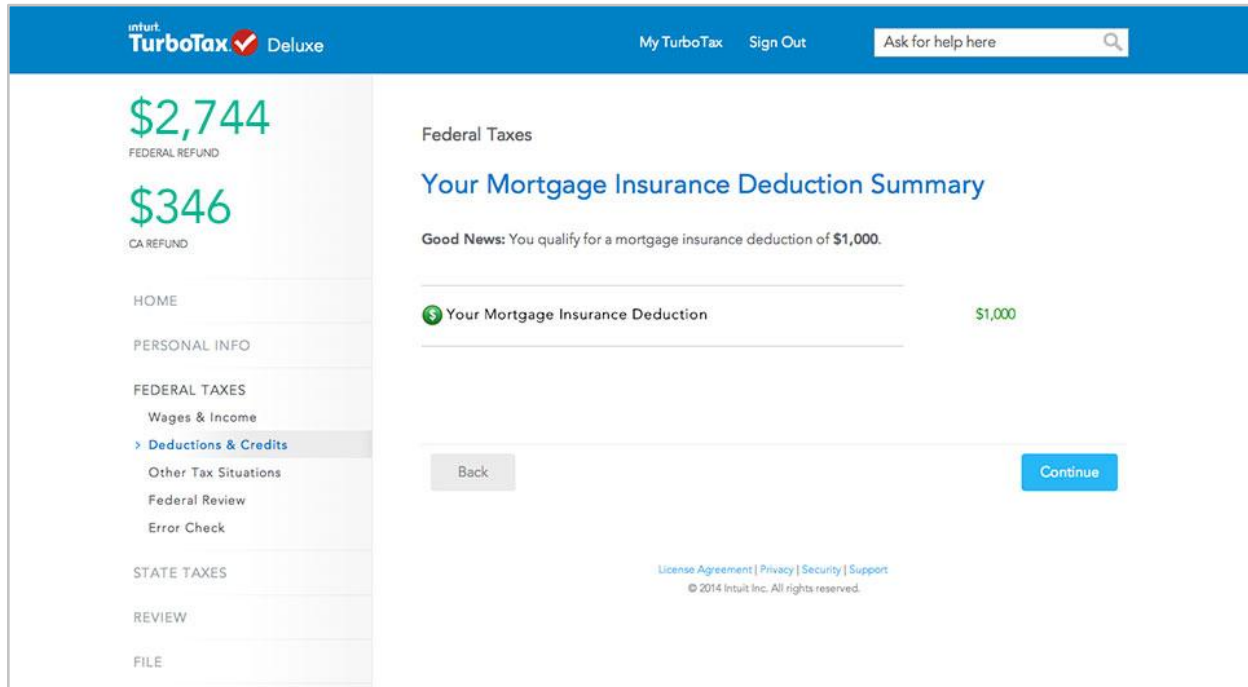 intuit
TurboTax Deluxe
My TurboTax Sign Out Ask for help here
$2,744
FEDERAL REFUND
$346
CA REFUND
HOME
PERSONAL INFO
FEDERAL TAXES
Wages & Income
> Deductions & Credits
Other Tax Situations
Federal Review
Error Check
STATE TAXES
REVIEW
FILE
Federal Taxes
Your Mortgage Insurance Deduction Summary
Good News: You qualify for a mortgage insurance deduction of $1,000.
$ Your Mortgage Insurance Deduction $1,000
Back Continue
License Agreement | Privacy | Security | Support
© 2014 Intuit Inc. All rights reserved.